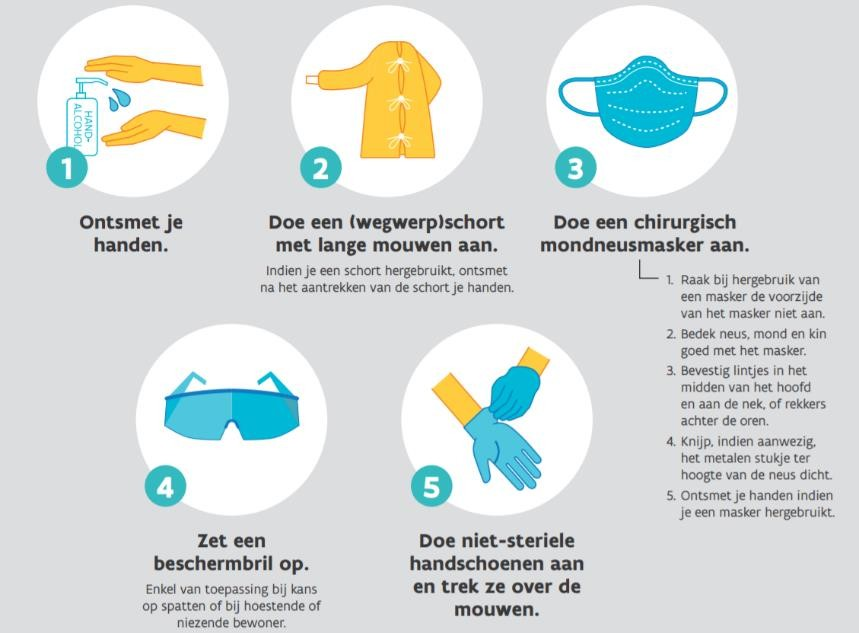 HAND-
ALCOHOL
1
Ontsmet je
handen.
2
Doe een (wegwerp)schort
met lange mouwen aan.
Indien je een schort hergebruikt, ontsmet
na het aantrekken van de schort je handen.
3
Doe een chirurgisch
mondneusmasker aan.
1. Raak bij hergebruik van
een masker de voorzijde
van het masker niet aan.
2. Bedek neus, mond en kin
goed met het masker.
3. Bevestig lintjes in het
midden van het hoofd
en aan de nek, of rekkers
achter de oren.
4. Knijp, indien aanwezig,
het metalen stukje ter
hoogte van de neus dicht.
5. Ontsmet je handen indien
je een masker hergebruikt.
4
Zet een
beschermbril op.
Enkel van toepassing bij kans
op spatten of bij hoestende of
niezende bewoner.
5
Doe niet-steriele
handschoenen aan
en trek ze over de
mouwen.